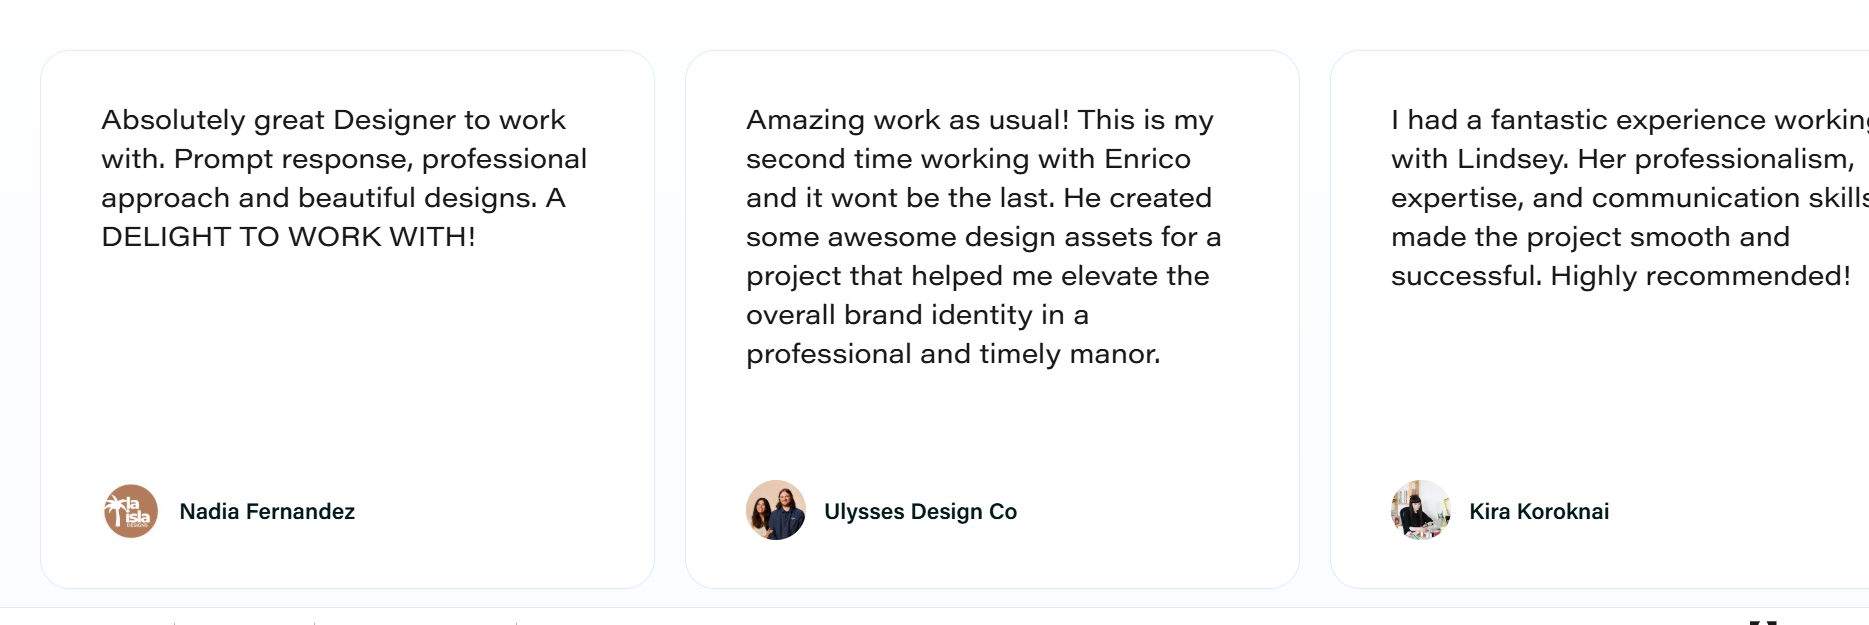 Absolutely great Designer to work
with. Prompt response, professional
approach and beautiful designs. A
DELIGHT TO WORK WITH!
la
isla
DESIGNS
Nadia Fernandez
Amazing work as usual! This is my
second time working with Enrico
and it wont be the last. He created
some awesome design assets for a
project that helped me elevate the
overall brand identity in a
professional and timely manor.
Ulysses Design Co
I had a fantastic experience working
with Lindsey. Her professionalism,
expertise, and communication skills
made the project smooth and
successful. Highly recommended!
Kira Koroknai